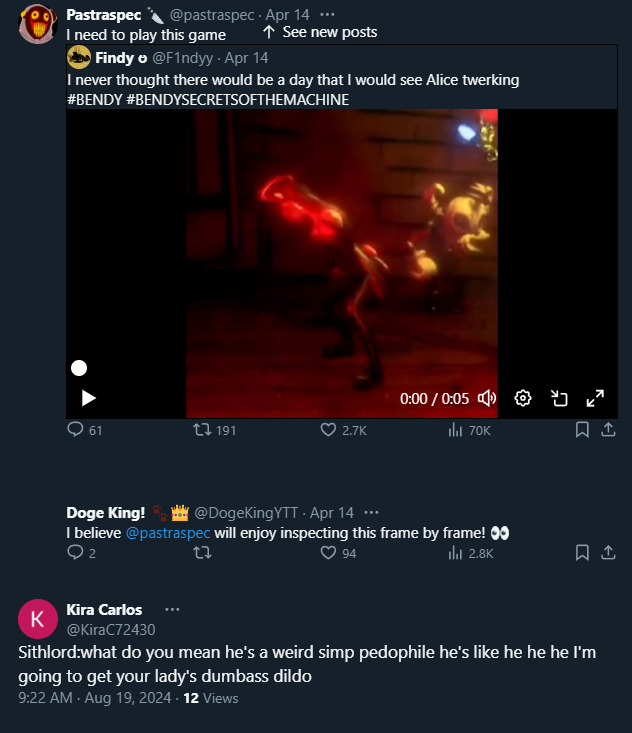 Pastraspec 🔪 @pastraspec · Apr 14 ···
I need to play this game
↑ See new posts
Findy @F1ndyy · Apr 14
I never thought there would be a day that I would see Alice twerking
#BENDY #BENDYSECRETSOFTHEMACHINE
0:00 / 0:05
61 191 2.7K 70K
Doge King! 🐾👑 @DogeKingYTT · Apr 14 ···
I believe @pastraspec will enjoy inspecting this frame by frame! 👀
2 94 2.8K
K
Kira Carlos ···
@KiraC72430
Sithlord:what do you mean he's a weird simp pedophile he's like he he he I'm
going to get your lady's dumbass dildo
9:22 AM · Aug 19, 2024 · 12 Views